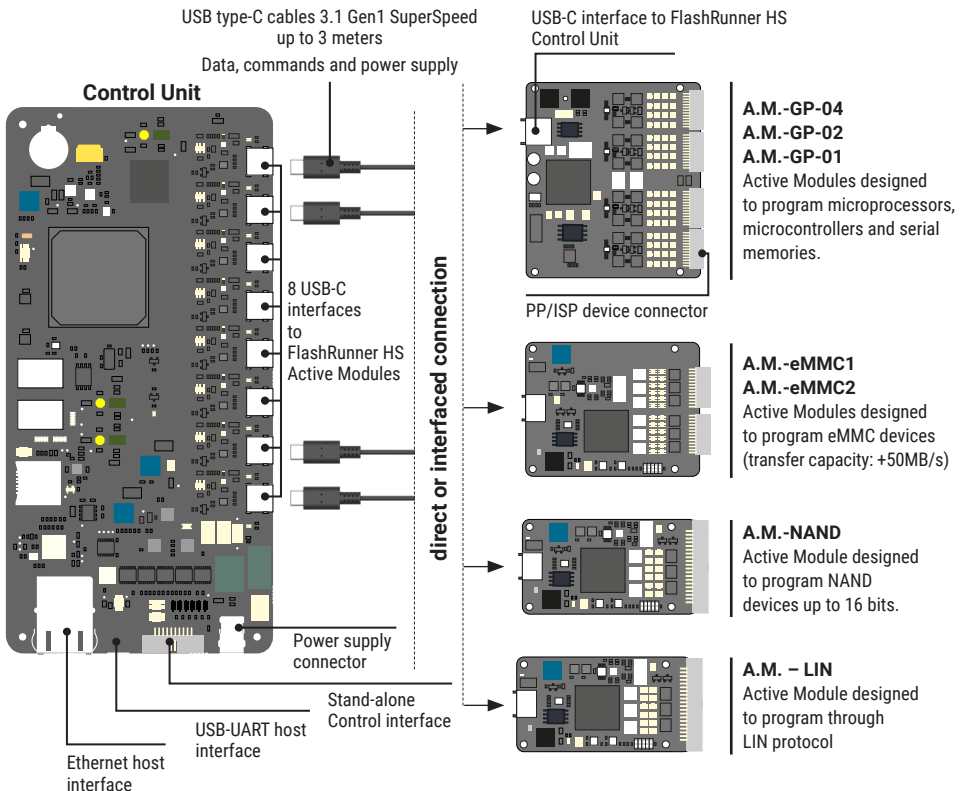 USB type-C cables 3.1 Gen1 SuperSpeed
up to 3 meters
Data, commands and power supply
USB-C interface to FlashRunner HS
Control Unit
Control Unit
8 USB-C
interfaces
to
FlashRunner HS
Active Modules
direct or interfaced connection
A.M.-GP-04
A.M.-GP-02
A.M.-GP-01
Active Modules designed
to program microprocessors,
microcontrollers and serial
memories.
PP/ISP device connector
A.M.-eMMC1
A.M.-eMMC2
Active Modules designed
to program eMMC devices
(transfer capacity: +50MB/s)
A.M.-NAND
Active Module designed
to program NAND
devices up to 16 bits.
A.M. – LIN
Active Module designed
to program through
LIN protocol
Power supply
connector
Stand-alone
Control interface
USB-UART host
interface
Ethernet host
interface